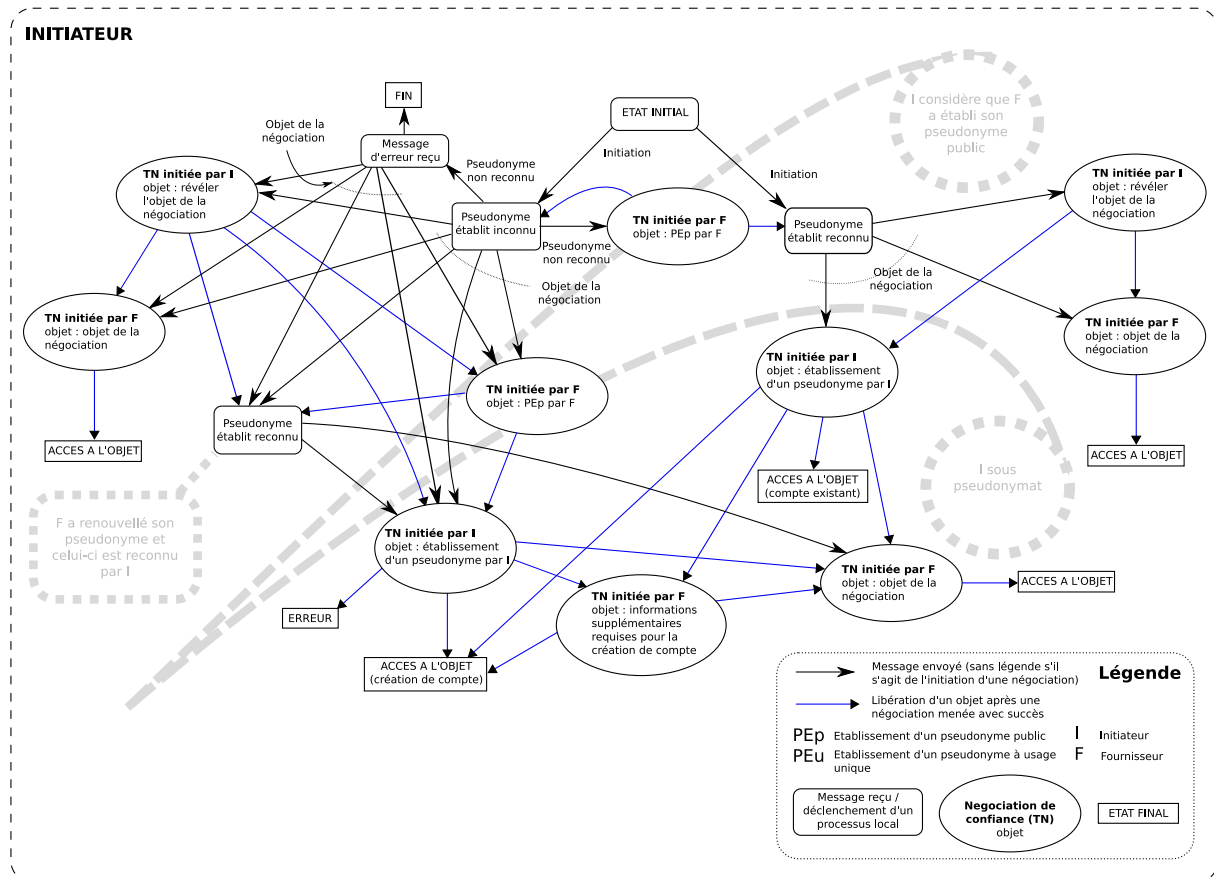 INITIATEUR
FIN
ETAT INITIAL
I considère que F
a établi son
pseudonyme
public
Objet de la
négociation
Message
d'erreur reçu
Pseudonyme
non reconnu
Initiation
Initiation
TN initiée par I
objet : révéler
l'objet de la
négociation
TN initiée par I
objet : révéler
l'objet de la
négociation
Pseudonyme
établit inconnu
TN initiée par F
objet : PEp par F
Pseudonyme
établit reconnu
Pseudonyme
non reconnu
Objet de la
négociation
Objet de la
négociation
TN initiée par F
objet : objet de la
négociation
TN initiée par F
objet : objet de la
négociation
TN initiée par I
objet : établissement
d'un pseudonyme par I
TN initiée par F
objet : PEp par F
Pseudonyme
établit reconnu
ACCES A L'OBJET
ACCES A L'OBJET
ACCES A L'OBJET
(compte existant)
I sous
pseudonymat
F a renouvellé son
pseudonyme et
celui-ci est reconnu
par I
TN initiée par I
objet : établissement
d'un pseudonyme par I
TN initiée par F
objet : objet de la
négociation
ACCES A L'OBJET
TN initiée par F
objet : informations
supplémentaires
requises pour la
création de compte
ERREUR
ACCES A L'OBJET
(création de compte)
Légende
Message envoyé (sans légende s'il
s'agit de l'initiation d'une négociation)
Libération d'un objet après une
négociation menée avec succès
PEp Etablissement d'un pseudonyme public
I Initiateur
PEu Etablissement d'un pseudonyme à usage
unique
F Fournisseur
Message reçu /
déclenchement d'un
processus local
Negociation de
confiance (TN)
objet
ETAT FINAL